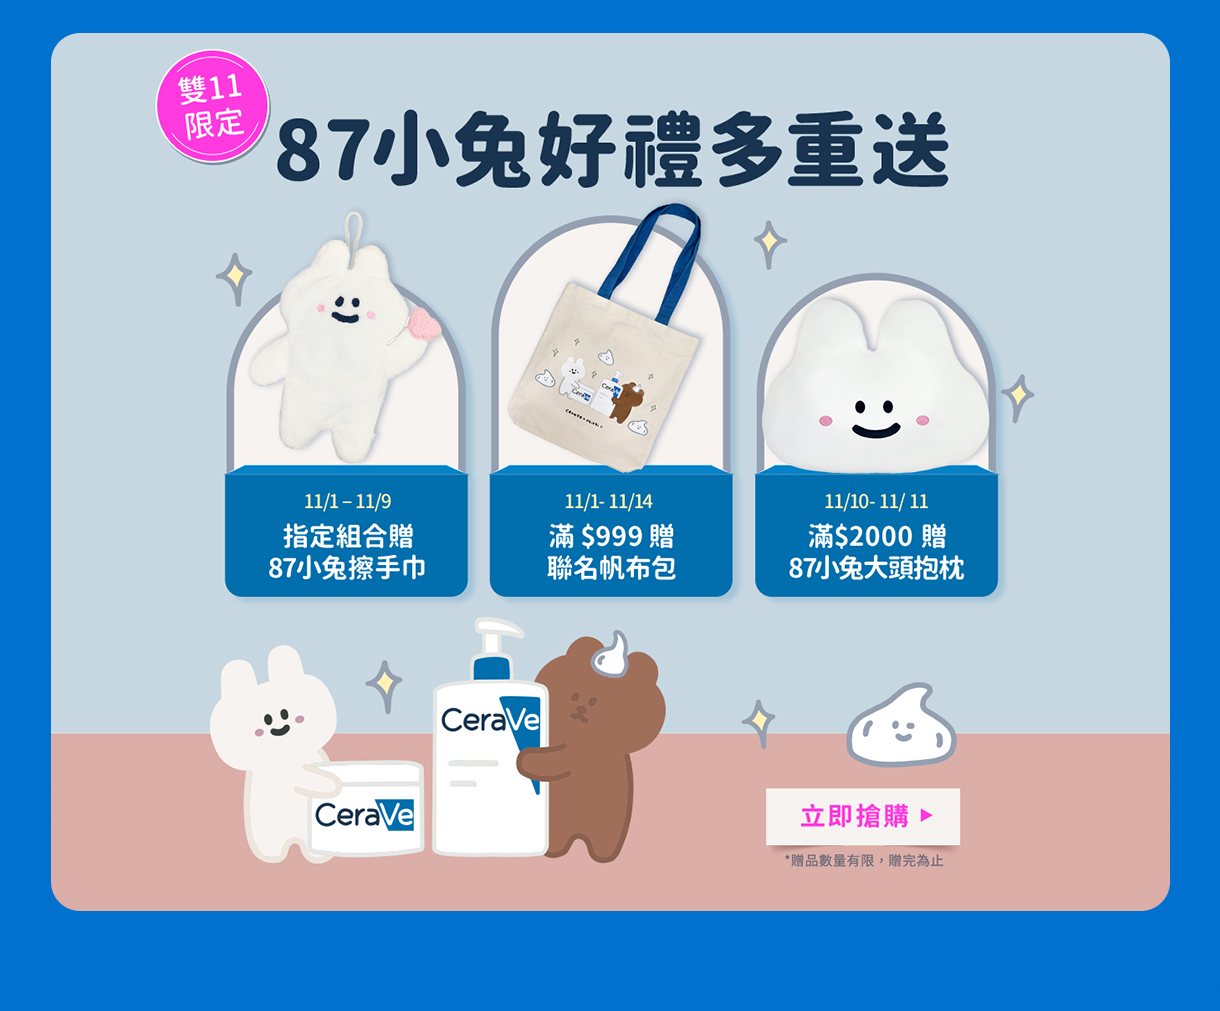 雙11
限定
87小兔好禮多重送
11/1 – 11/9
指定組合贈
87小兔擦手巾
11/1- 11/14
滿 $999 贈
聯名帆布包
11/10- 11/ 11
滿$2000 贈
87小兔大頭抱枕
CeraVe
CeraVe
立即搶購
*贈品數量有限，贈完為止